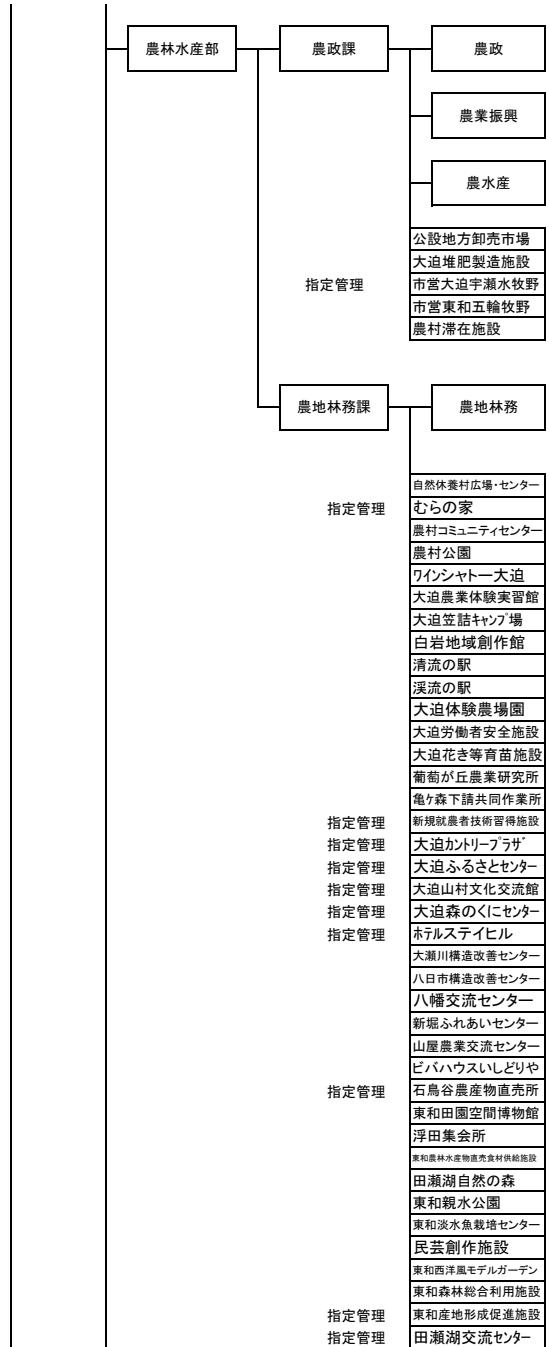 農林水産部 農政課 農政
農業振興
農水産
公設地方卸売市場
大迫堆肥製造施設
指定管理 市営大迫宇瀬水牧野
市営東和五輪牧野
農村滞在施設
農地林務課 農地林務
自然休養村広場・センター
指定管理 むらの家
農村コミュニティセンター
農村公園
ワインシャトー大迫
大迫農業体験実習館
大迫笠詰キャンプ場
白岩地域創作館
清流の駅
渓流の駅
大迫体験農場園
大迫労働者安全施設
大迫花き等育苗施設
葡萄が丘農業研究所
亀ケ森下請共同作業所
指定管理 新規就農者技術習得施設
指定管理 大迫カントリープラザ
指定管理 大迫ふるさとセンター
指定管理 大迫山村文化交流館
指定管理 大迫森のくにセンター
指定管理 ホテルステイヒル
大瀬川構造改善センター
八日市構造改善センター
八幡交流センター
新堀ふれあいセンター
山屋農業交流センター
ビバハウスいしどりや
指定管理 石鳥谷農産物直売所
東和田園空間博物館
浮田集会所
東和農林水産物直売食材供給施設
田瀬湖自然の森
東和親水公園
東和淡水魚栽培センター
民芸創作施設
東和西洋風モデルガーデン
東和森林総合利用施設
指定管理 東和産地形成促進施設
指定管理 田瀬湖交流センター